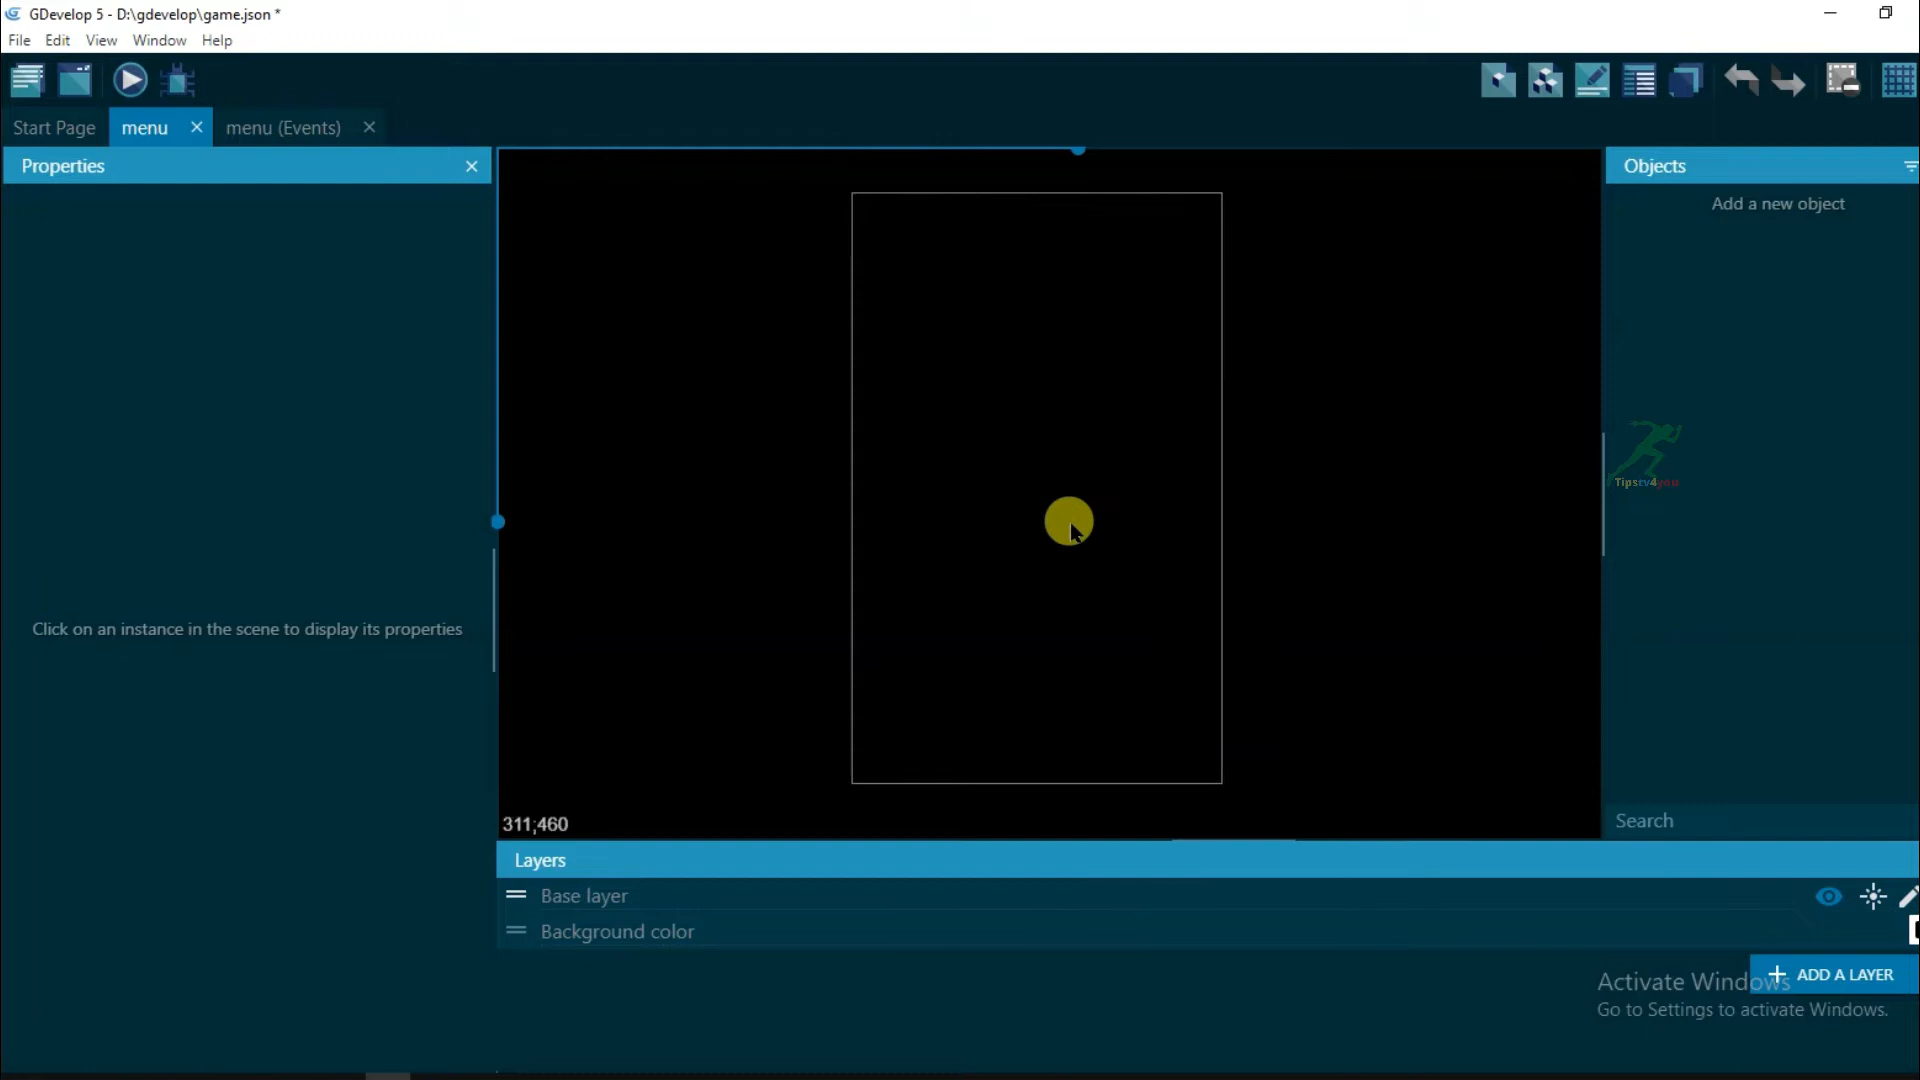 GDevelop 5 - D:\gdevelop\game.json *
File Edit View Window Help
Start Page menu menu (Events)
Properties
Objects
Add a new object
Tipstv4you
Click on an instance in the scene to display its properties
311;460
Search
Layers
Base layer
Background color
ADD A LAYER
Activate Windows
Go to Settings to activate Windows.